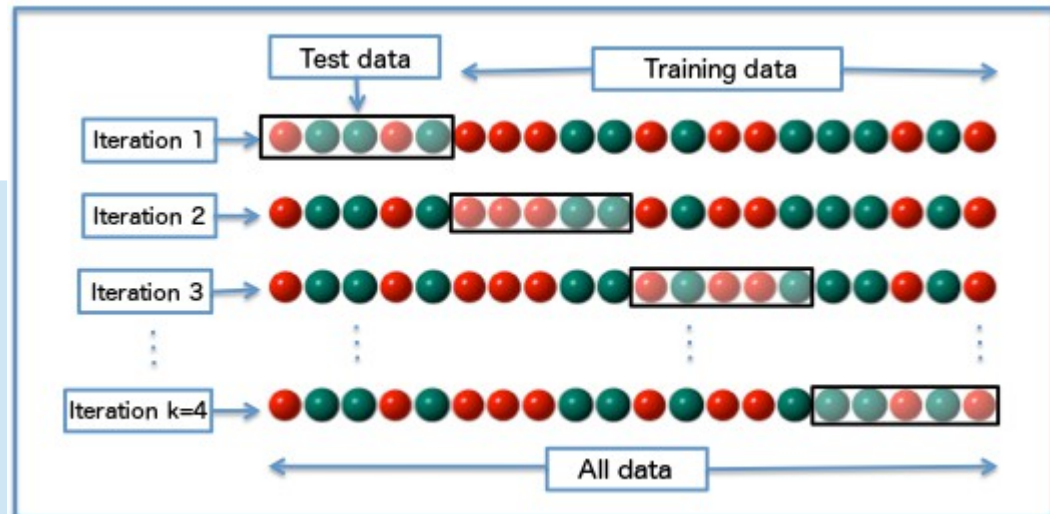 Test data
Training data
Iteration 1
Iteration 2
Iteration 3
Iteration k=4
All data